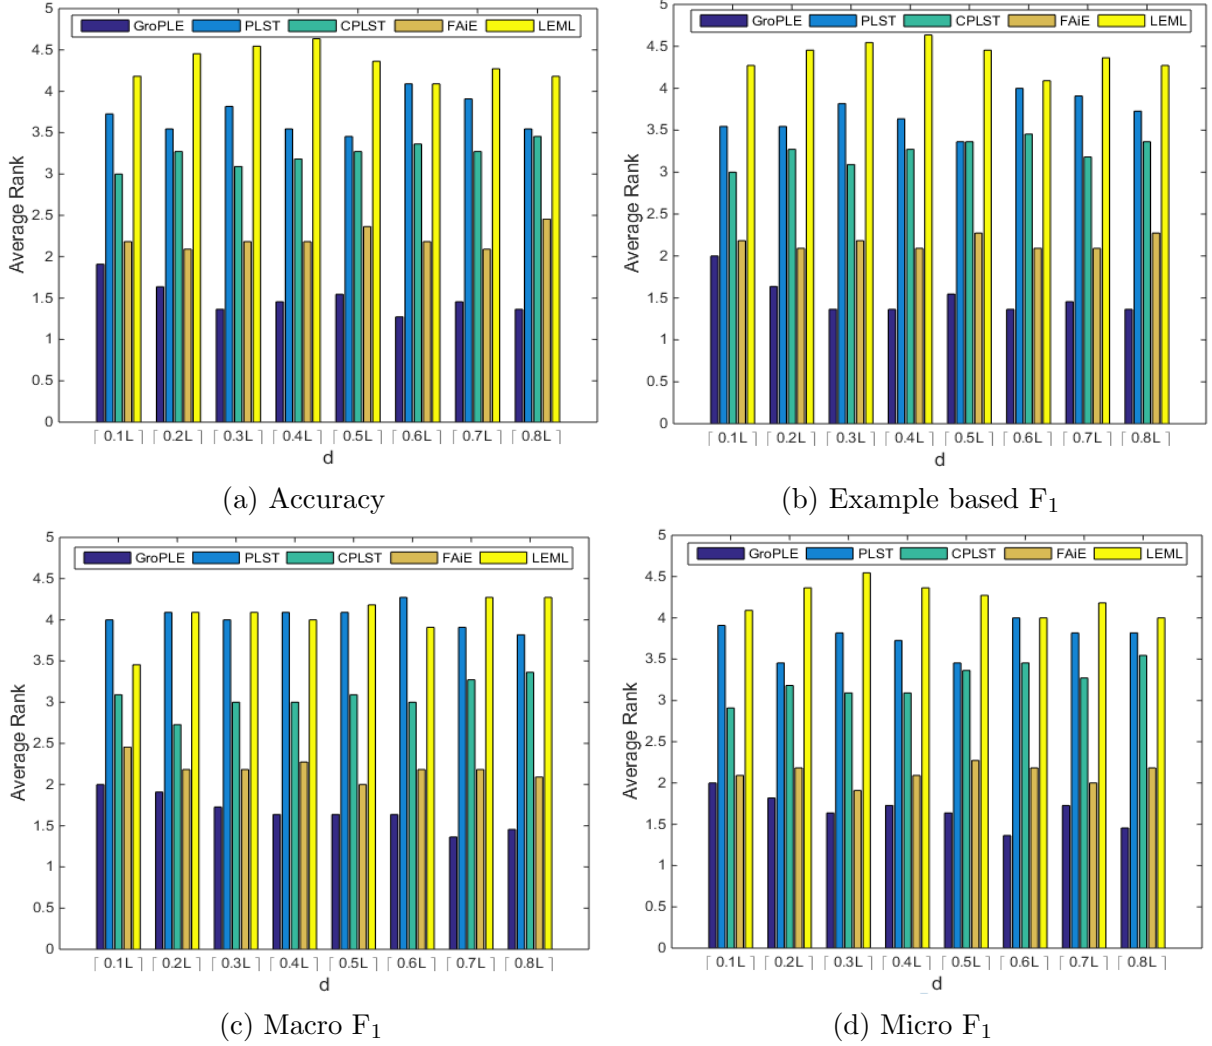 GroPLE PLST CPLST FAiE LEML
5
4.5
4
3.5
3
2.5
2
1.5
1
0.5
0
Average Rank
⌈0.1L⌉ ⌈0.2L⌉ ⌈0.3L⌉ ⌈0.4L⌉ ⌈0.5L⌉ ⌈0.6L⌉ ⌈0.7L⌉ ⌈0.8L⌉
d
(a) Accuracy
GroPLE PLST CPLST FAiE LEML
5
4.5
4
3.5
3
2.5
2
1.5
1
0.5
0
Average Rank
⌈0.1L⌉ ⌈0.2L⌉ ⌈0.3L⌉ ⌈0.4L⌉ ⌈0.5L⌉ ⌈0.6L⌉ ⌈0.7L⌉ ⌈0.8L⌉
d
(b) Example based F₁
GroPLE PLST CPLST FAiE LEML
5
4.5
4
3.5
3
2.5
2
1.5
1
0.5
0
Average Rank
⌈0.1L⌉ ⌈0.2L⌉ ⌈0.3L⌉ ⌈0.4L⌉ ⌈0.5L⌉ ⌈0.6L⌉ ⌈0.7L⌉ ⌈0.8L⌉
d
(c) Macro F₁
GroPLE PLST CPLST FAiE LEML
5
4.5
4
3.5
3
2.5
2
1.5
1
0.5
0
Average Rank
⌈0.1L⌉ ⌈0.2L⌉ ⌈0.3L⌉ ⌈0.4L⌉ ⌈0.5L⌉ ⌈0.6L⌉ ⌈0.7L⌉ ⌈0.8L⌉
d
(d) Micro F₁